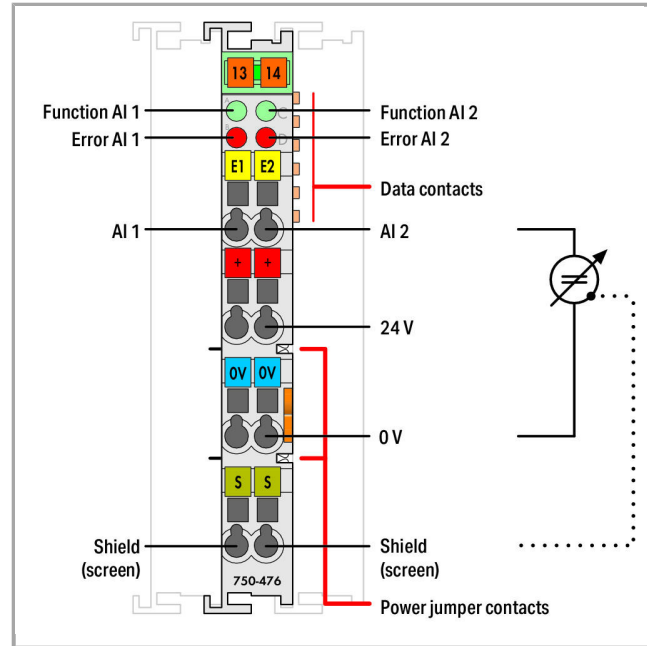 13 14
Function AI 1
A
C
Function AI 2
Error AI 1
D
Error AI 2
E1 E2
Data contacts
AI 1
AI 2
+ +
24 V
0V 0V
0 V
S S
Shield
(screen)
Shield
(screen)
750-476
Power jumper contacts